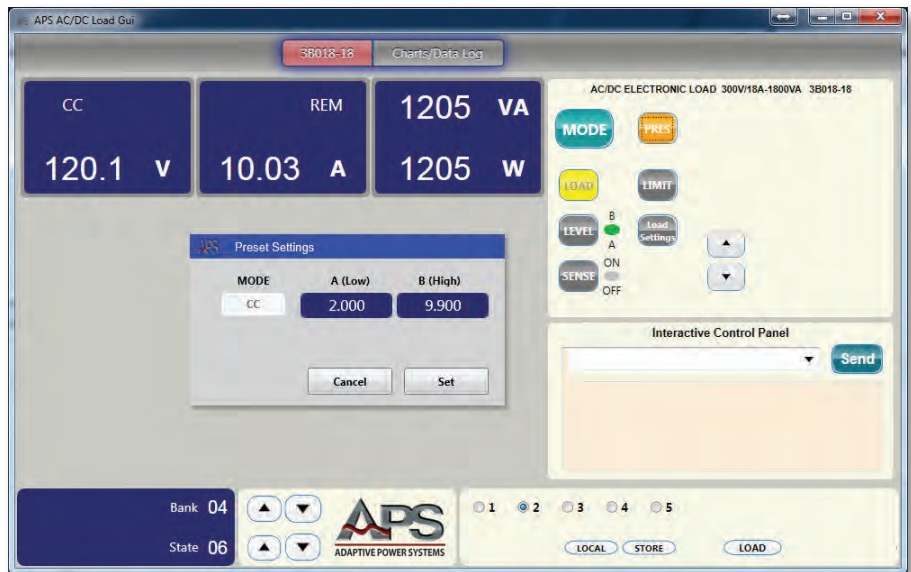 APS AC/DC Load Gui
3B018-18
Charts/Data Log
CC
120.1 V
REM
10.03 A
1205 VA
1205 W
AC/DC ELECTRONIC LOAD 300V/18A-1800VA 3B018-18
MODE
PRES
LOAD
LIMIT
LEVEL
B
A
Load
Settings
SENSE
ON
OFF
APS Preset Settings
MODE A (Low) B (High)
CC 2.000 9.900
Cancel Set
Interactive Control Panel
Send
Bank 04
State 06
APS
ADAPTIVE POWER SYSTEMS
1 2 3 4 5
LOCAL STORE LOAD